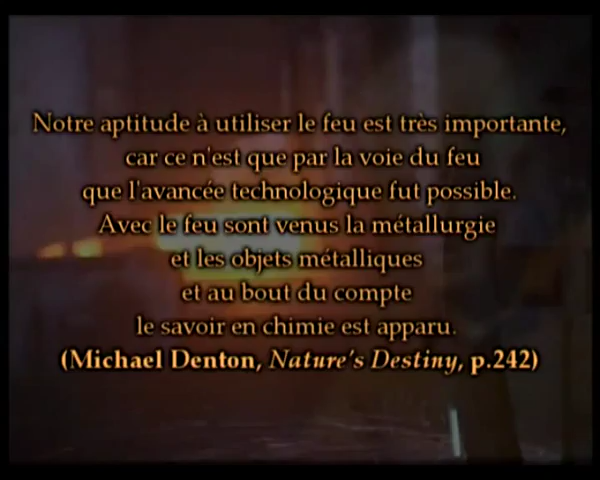 Notre aptitude à utiliser le feu est très importante,
car ce n'est que par la voie du feu
que l'avancée technologique fut possible.
Avec le feu sont venus la métallurgie
et les objets métalliques
et au bout du compte
le savoir en chimie est apparu.
(Michael Denton, Nature's Destiny, p.242)